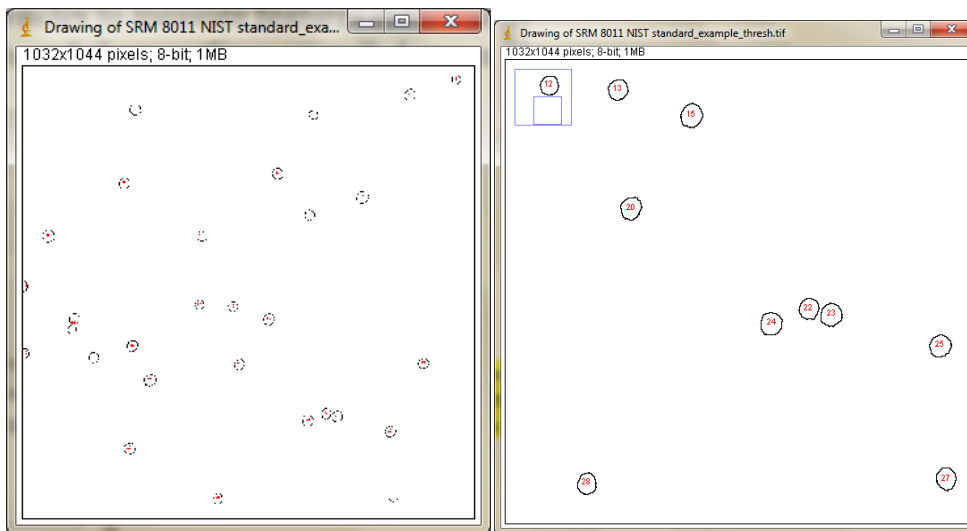 Drawing of SRM 8011 NIST standard_exa...
1032x1044 pixels; 8-bit; 1MB
Drawing of SRM 8011 NIST standard_example_thresh.tif
1032x1044 pixels; 8-bit; 1MB
12
13
15
20
22
23
24
25
27
28